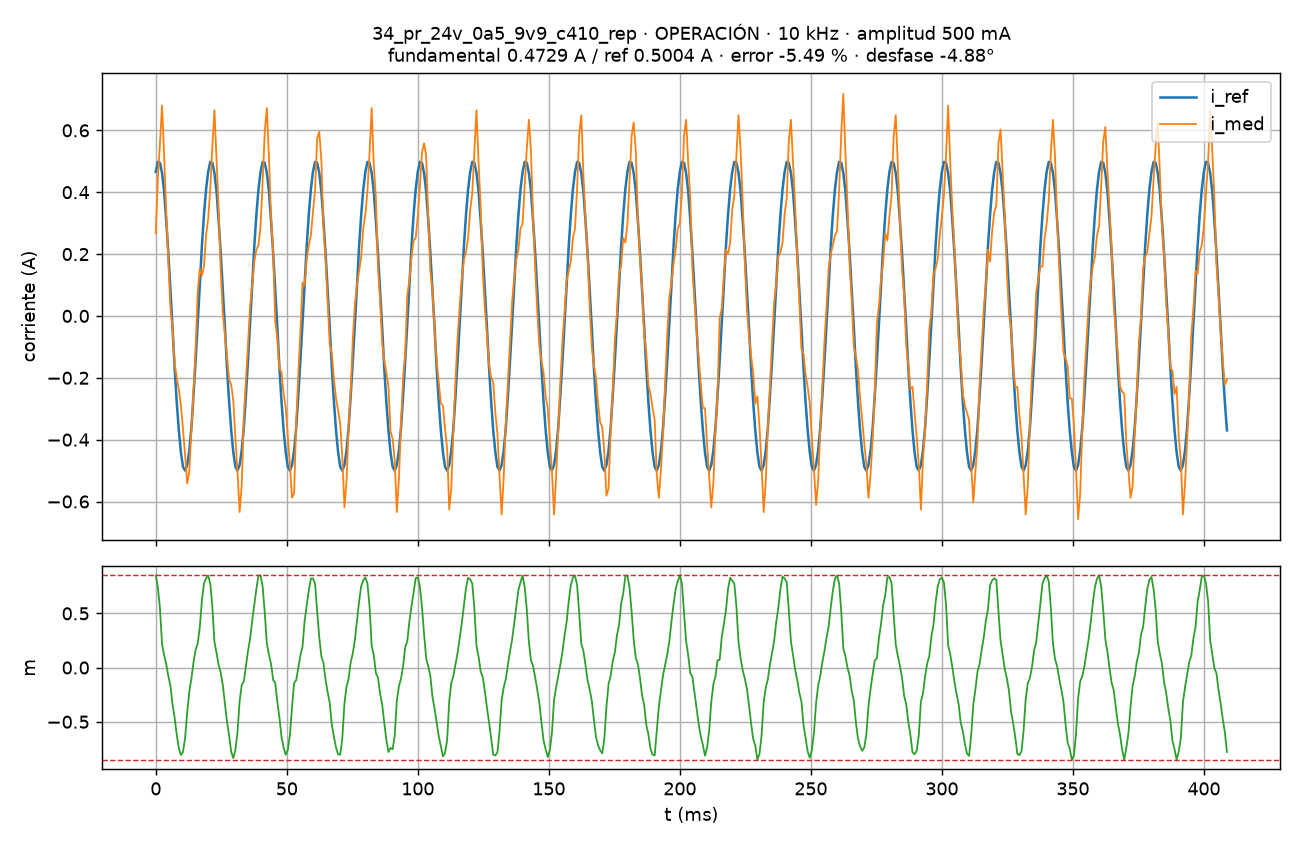 34_pr_24v_0a5_9v9_c410_rep · OPERACIÓN · 10 kHz · amplitud 500 mA
fundamental 0.4729 A / ref 0.5004 A · error -5.49 % · desfase -4.88°
i_ref
i_med
corriente (A)
0.6
0.4
0.2
0.0
−0.2
−0.4
−0.6
m
0.5
0.0
−0.5
0
50
100
150
200
250
300
350
400
t (ms)